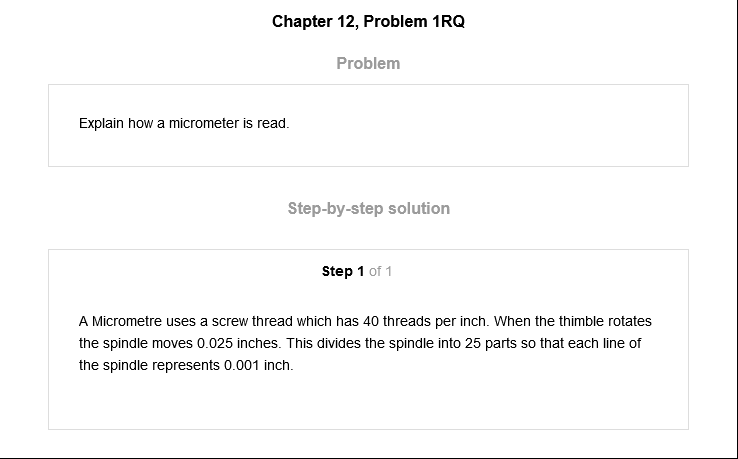 Chapter 12, Problem 1RQ
Problem
Explain how a micrometer is read.
Step-by-step solution
Step 1 of 1
A Micrometre uses a screw thread which has 40 threads per inch. When the thimble rotates
the spindle moves 0.025 inches. This divides the spindle into 25 parts so that each line of
the spindle represents 0.001 inch.